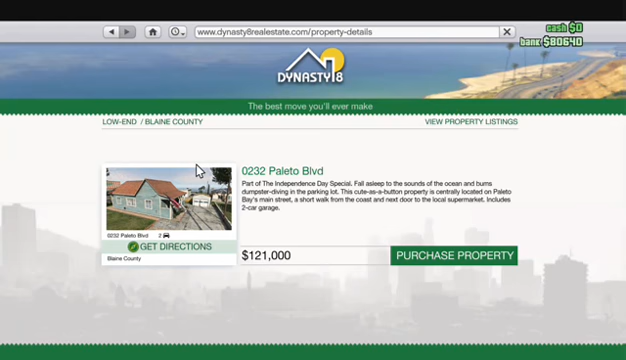 cash $0
www.dynasty8realestate.com/property-details
bank $80640
DYNASTY8
The best move you'll ever make
LOW-END / BLAINE COUNTY
VIEW PROPERTY LISTINGS
0232 Paleto Blvd
Part of The Independence Day Special. Fall asleep to the sounds of the ocean and bums
dumpster-diving in the parking lot. This cute-as-a-button property is centrally located on Paleto
Bay's main street, a short walk from the coast and next door to the local supermarket. Includes
2-car garage.
0232 Paleto Blvd 2
GET DIRECTIONS
Blaine County
$121,000
PURCHASE PROPERTY